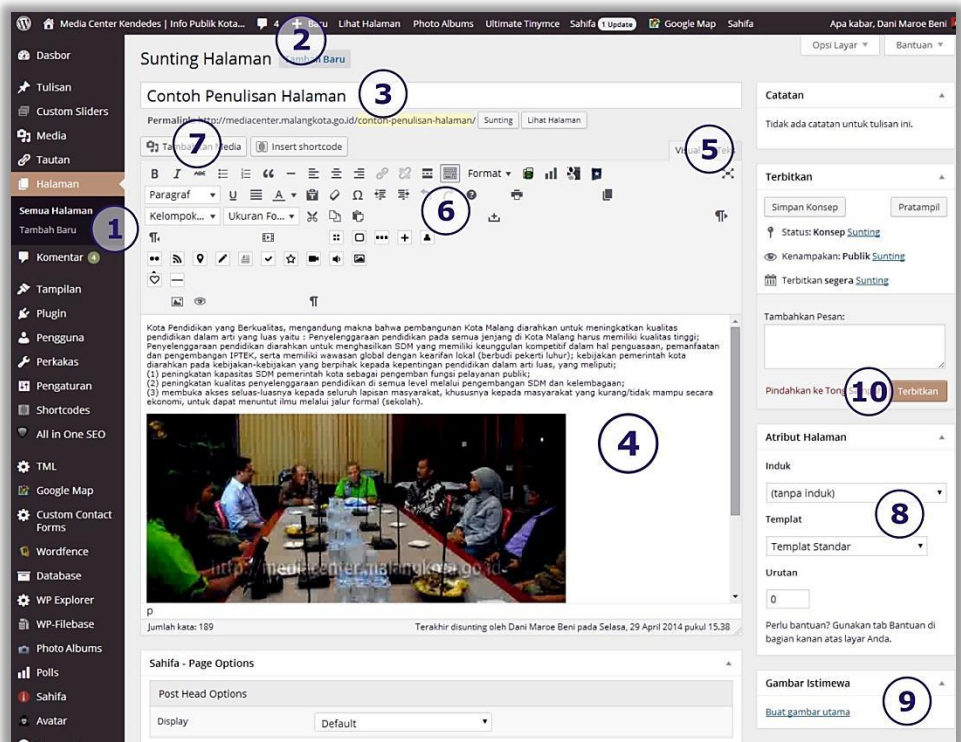 Media Center Kendedes | Info Publik Kota... 4 Baru Lihat Halaman Photo Albums Ultimate Tinymce Sahifa 1 Update Google Map Sahifa Apa kabar, Dani Maroe Beni
2
Opsi Layar Bantuan
Dasbor
Tulisan
Custom Sliders
Media
Tautan
Halaman
Semua Halaman
Tambah Baru
1
Komentar 4
Tampilan
Plugin
Pengguna
Perkakas
Pengaturan
Shortcodes
All in One SEO
TML
Google Map
Custom Contact
Forms
Wordfence
Database
WP Explorer
WP-Filebase
Photo Albums
Polls
Sahifa
Avatar
Sunting Halaman Tambah Baru
Contoh Penulisan Halaman 3
Permalink: http://mediacenter.malangkota.go.id/contoh-penulisan-halaman/ Sunting Lihat Halaman
7
Tambahkan Media Insert shortcode
Visual Teks
5
B I ABC Format
Paragraf U A Ω
6
Kelompok... Ukuran Fo...
Kota Pendidikan yang Berkualitas, mengandung makna bahwa pembangunan Kota Malang diarahkan untuk meningkatkan kualitas
pendidikan dalam arti yang luas yaitu : Penyelenggaraan pendidikan pada semua jenjang di Kota Malang harus memiliki kualitas tinggi;
Penyelenggaraan pendidikan diarahkan untuk menghasilkan SDM yang memiliki keunggulan kompetitif dalam hal penguasaan, pemanfaatan
dan pengembangan IPTEK, serta memiliki wawasan global dengan kearifan lokal (berbudi pekerti luhur); kebijakan pemerintah kota
diarahkan pada kebijakan-kebijakan yang berpihak kepada kepentingan pendidikan dalam arti luas, yang meliputi;
(1) peningkatan kapasitas SDM pemerintah kota sebagai pengemban fungsi pelayanan publik;
(2) peningkatan kualitas penyelenggaraan pendidikan di semua level melalui pengembangan SDM dan kelembagaan;
(3) membuka akses seluas-luasnya kepada seluruh lapisan masyarakat, khususnya kepada masyarakat yang kurang/tidak mampu secara
ekonomi, untuk dapat menuntut ilmu melalui jalur formal (sekolah).
4
http://mediacenter.malangkota.go.id
p
Jumlah kata: 189 Terakhir disunting oleh Dani Maroe Beni pada Selasa, 29 April 2014 pukul 15.38
Sahifa - Page Options
Post Head Options
Display Default
Catatan
Tidak ada catatan untuk tulisan ini.
Terbitkan
Simpan Konsep Pratampil
Status: Konsep Sunting
Kenampakan: Publik Sunting
Terbitkan segera Sunting
Tambahkan Pesan:
Pindahkan ke Tong 10 Terbitkan
Atribut Halaman
Induk
(tanpa induk)
8
Templat
Templat Standar
Urutan
0
Perlu bantuan? Gunakan tab Bantuan di
bagian kanan atas layar Anda.
Gambar Istimewa
Buat gambar utama
9